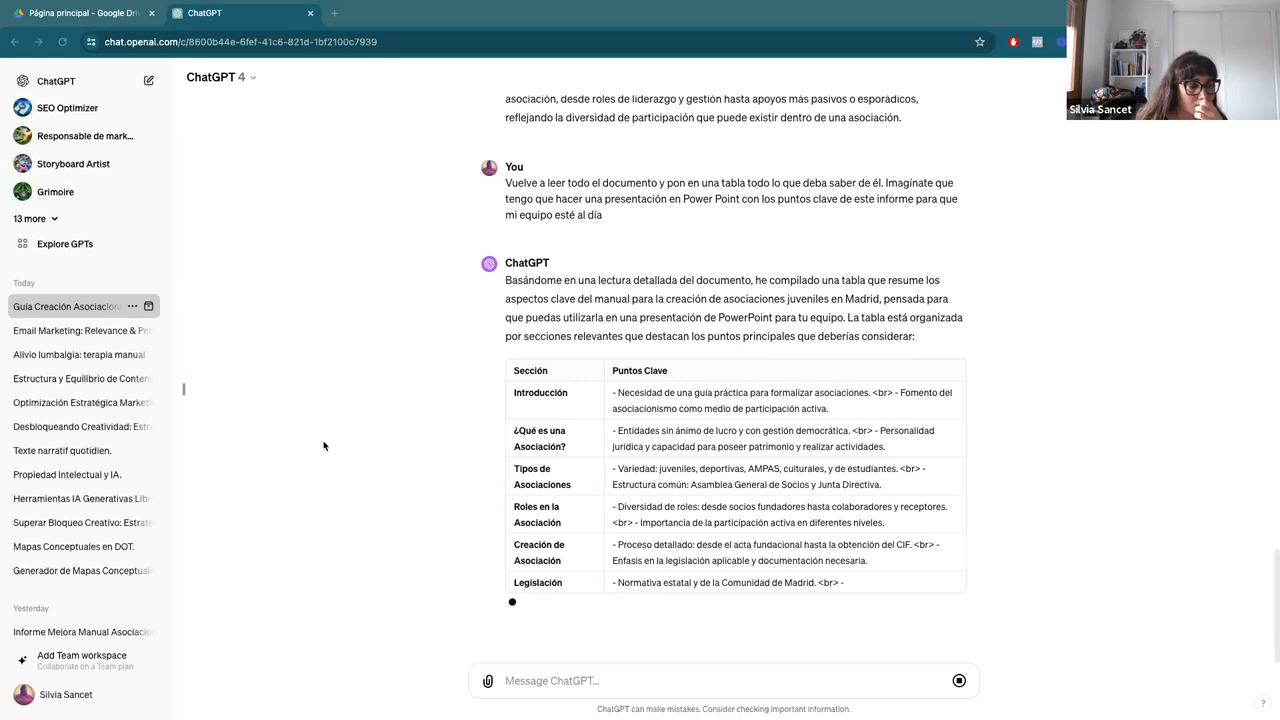 Página principal - Google Dri
ChatGPT
chat.openai.com/c/8600b44e-6fef-41c6-821d-1bf2100c7939
Silvia Sancet
ChatGPT
SEO Optimizer
Responsable de mark...
Storyboard Artist
Grimoire
13 more
Explore GPTs
Today
Guía Creación Asociacion
Email Marketing: Relevance & Per
Alivio lumbalgia: terapia manual
Estructura y Equilibrio de Conten
Optimización Estratégica Marketi
Desbloqueando Creatividad: Estr
Texte narratif quotidien.
Propiedad Intelectual y IA.
Herramientas IA Generativas Libr
Superar Bloqueo Creativo: Estrate
Mapas Conceptuales en DOT.
Generador de Mapas Conceptuale
Yesterday
Informe Mejora Manual Asociacio
Add Team workspace
Collaborate on a Team plan
Silvia Sancet
ChatGPT 4
asociación, desde roles de liderazgo y gestión hasta apoyos más pasivos o esporádicos,
reflejando la diversidad de participación que puede existir dentro de una asociación.
You
Vuelve a leer todo el documento y pon en una tabla todo lo que deba saber de él. Imagínate que
tengo que hacer una presentación en Power Point con los puntos clave de este informe para que
mi equipo esté al día
ChatGPT
Basándome en una lectura detallada del documento, he compilado una tabla que resume los
aspectos clave del manual para la creación de asociaciones juveniles en Madrid, pensada para
que puedas utilizarla en una presentación de PowerPoint para tu equipo. La tabla está organizada
por secciones relevantes que destacan los puntos principales que deberías considerar:
Sección Puntos Clave
Introducción - Necesidad de una guía práctica para formalizar asociaciones. <br> - Fomento del
asociacionismo como medio de participación activa.
¿Qué es una - Entidades sin ánimo de lucro y con gestión democrática. <br> - Personalidad
Asociación? jurídica y capacidad para poseer patrimonio y realizar actividades.
Tipos de - Variedad: juveniles, deportivas, AMPAS, culturales, y de estudiantes. <br> -
Asociaciones Estructura común: Asamblea General de Socios y Junta Directiva.
Roles en la - Diversidad de roles: desde socios fundadores hasta colaboradores y receptores.
Asociación <br> - Importancia de la participación activa en diferentes niveles.
Creación de - Proceso detallado: desde el acta fundacional hasta la obtención del CIF. <br> -
Asociación Enfasis en la legislación aplicable y documentación necesaria.
Legislación - Normativa estatal y de la Comunidad de Madrid. <br> -
Message ChatGPT...
ChatGPT can make mistakes. Consider checking important information.
?